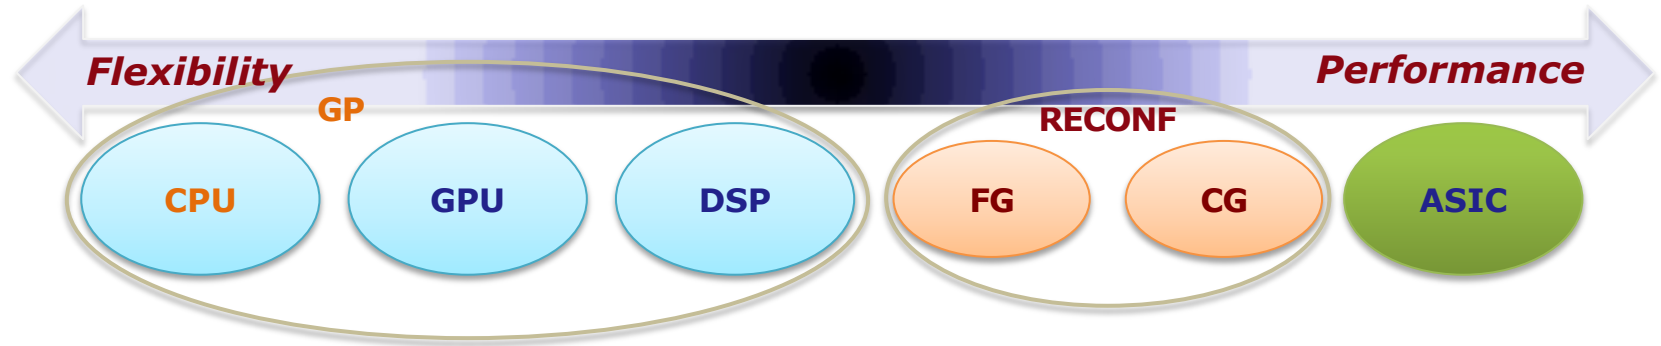 Flexibility
Performance
GP
RECONF
CPU
GPU
DSP
FG
CG
ASIC